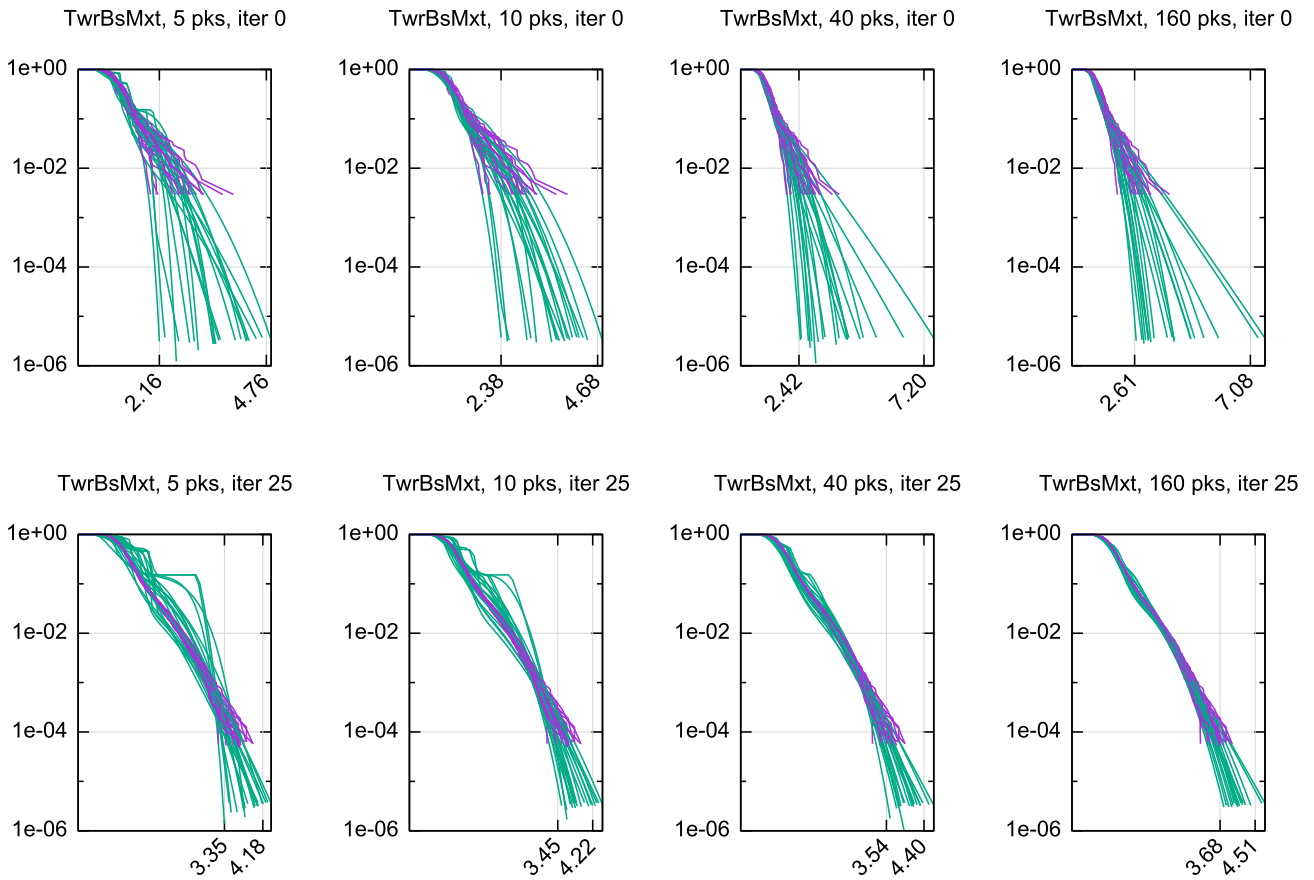 TwrBsMxt, 5 pks, iter 0
TwrBsMxt, 10 pks, iter 0
TwrBsMxt, 40 pks, iter 0
TwrBsMxt, 160 pks, iter 0
1e+00
1e-02
1e-04
1e-06
2.16
4.76
1e+00
1e-02
1e-04
1e-06
2.38
4.68
1e+00
1e-02
1e-04
1e-06
2.42
7.20
1e+00
1e-02
1e-04
1e-06
2.61
7.08
TwrBsMxt, 5 pks, iter 25
TwrBsMxt, 10 pks, iter 25
TwrBsMxt, 40 pks, iter 25
TwrBsMxt, 160 pks, iter 25
1e+00
1e-02
1e-04
1e-06
3.35
4.18
1e+00
1e-02
1e-04
1e-06
3.45
4.22
1e+00
1e-02
1e-04
1e-06
3.54
4.40
1e+00
1e-02
1e-04
1e-06
3.68
4.51